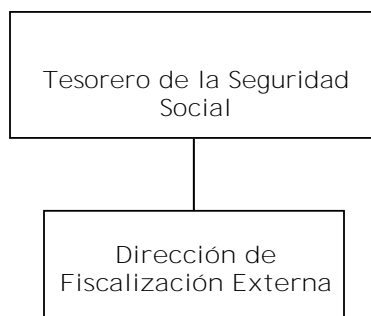 Tesorero de la Seguridad
Social
Dirección de
Fiscalización Externa